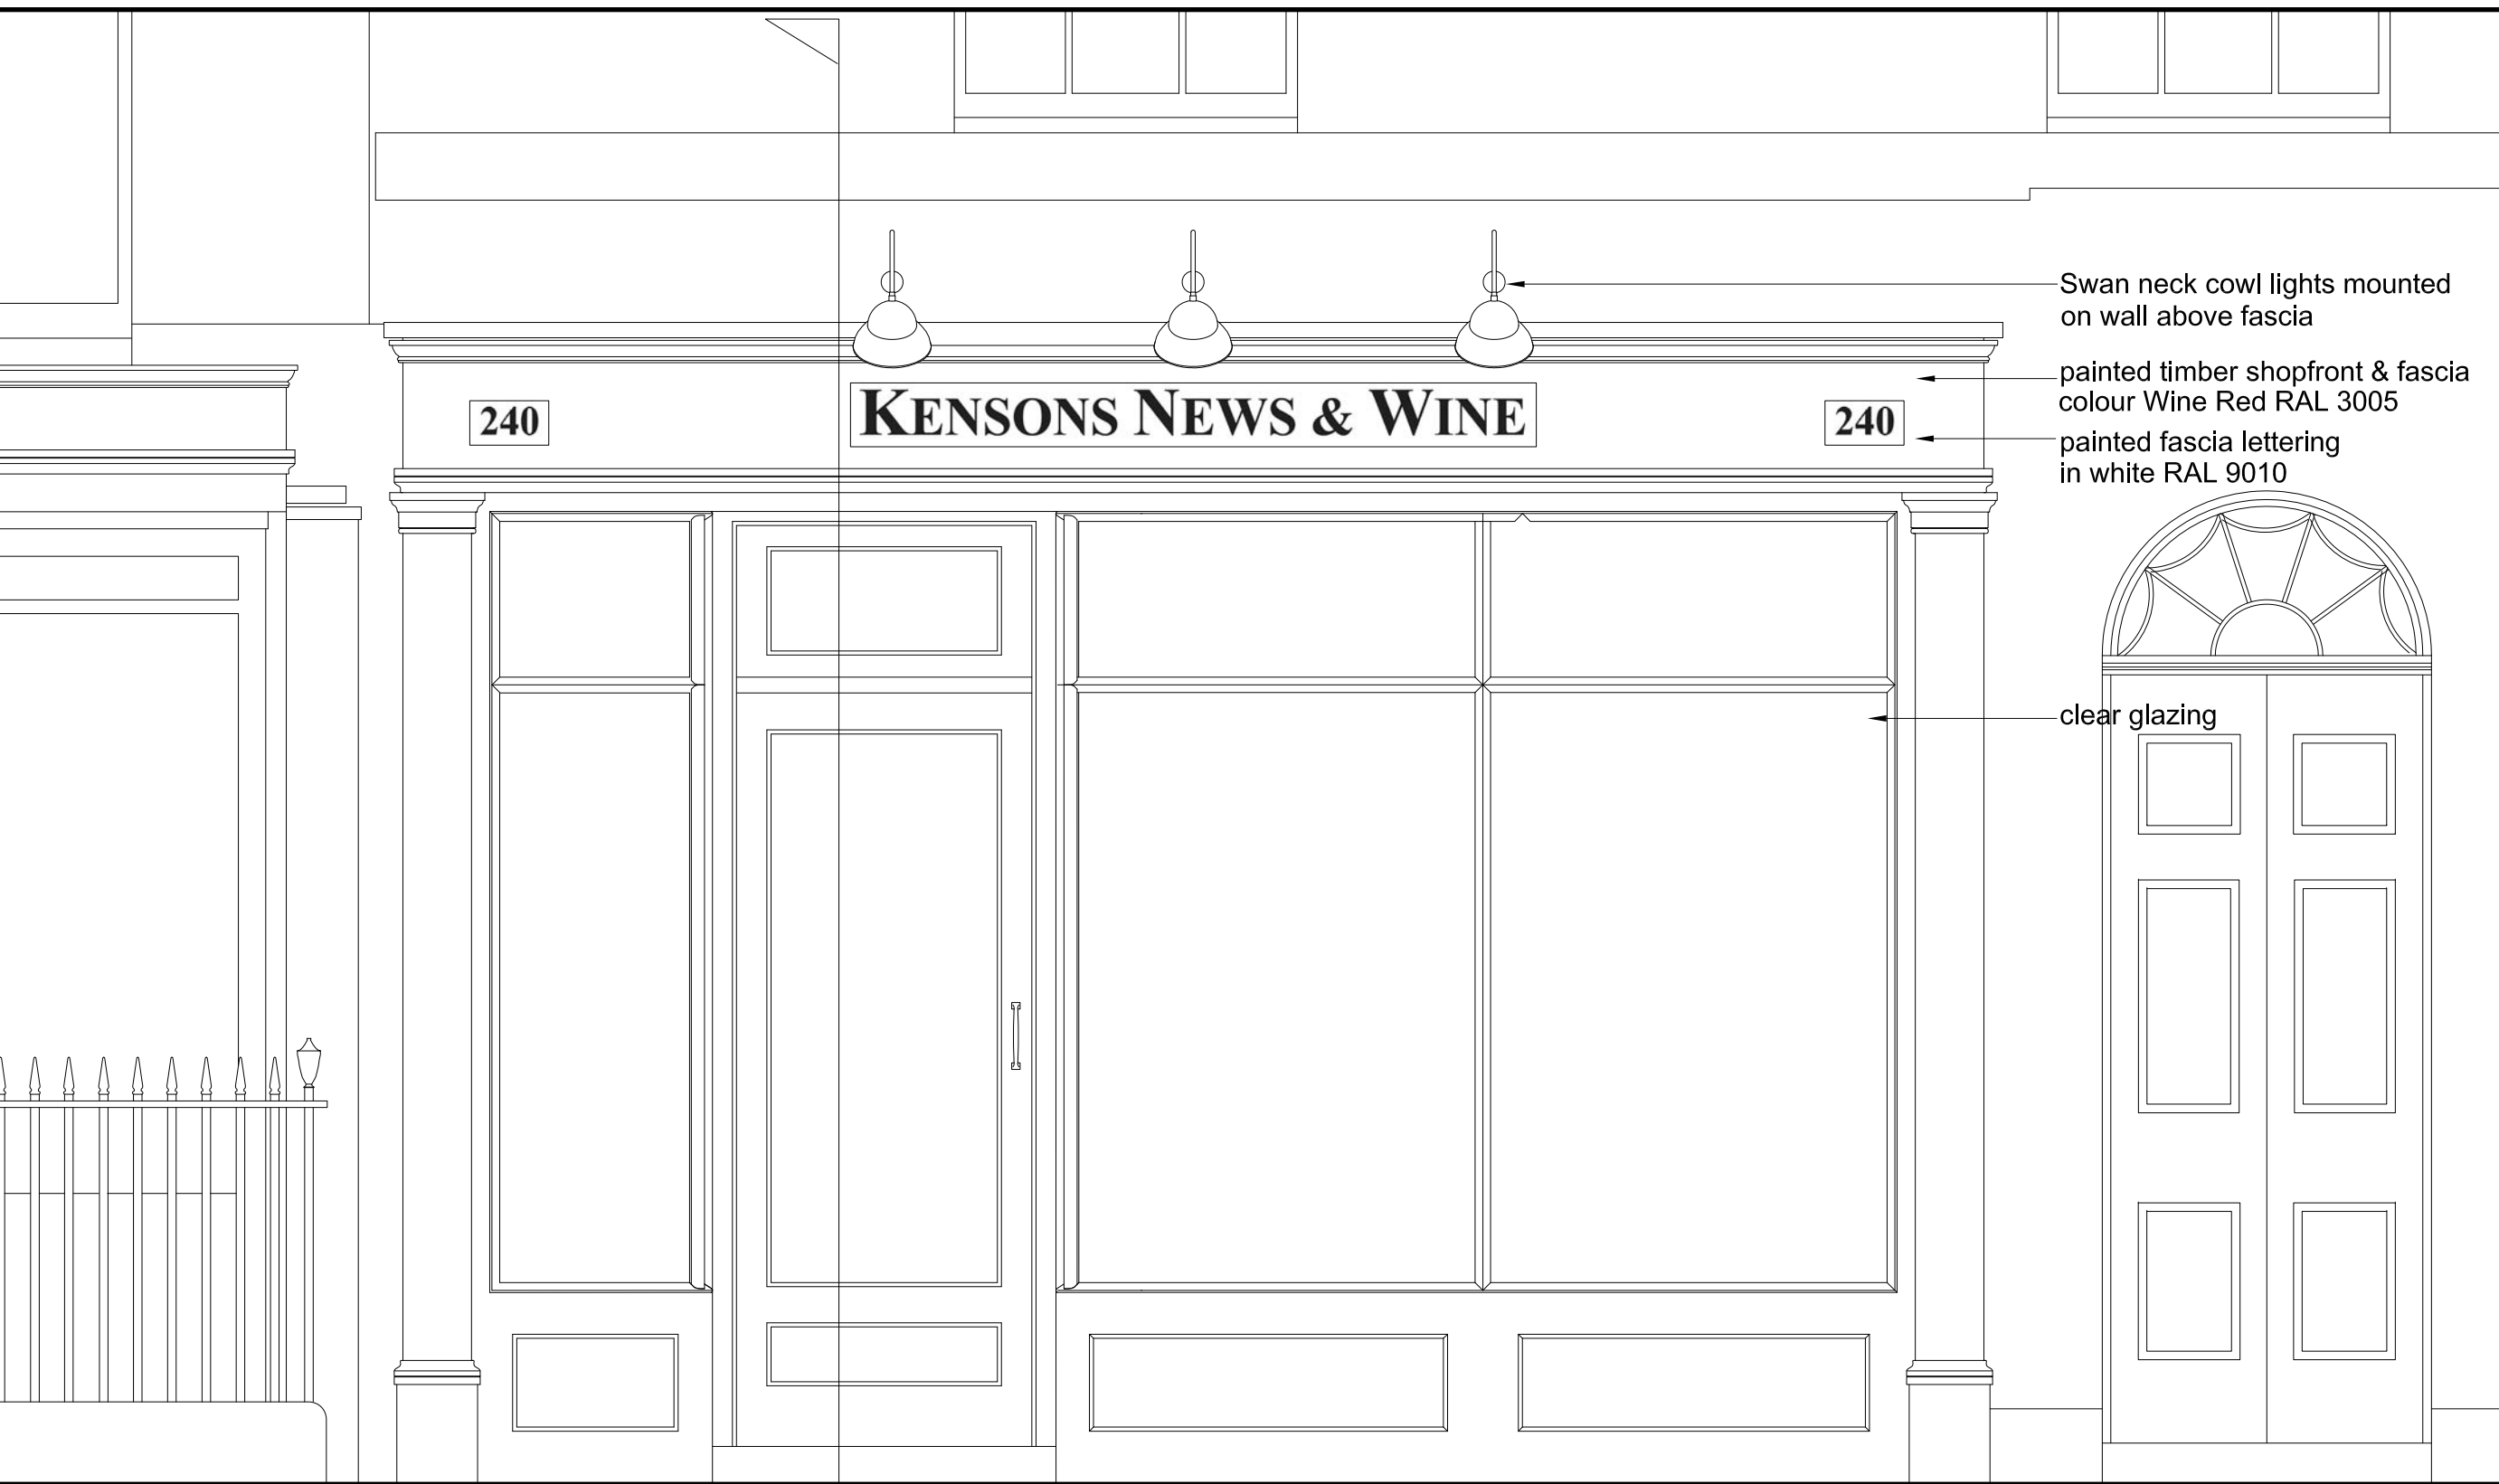 Swan neck cowl lights mounted
on wall above fascia
painted timber shopfront & fascia
colour Wine Red RAL 3005
240
KENSONS NEWS & WINE
240
painted fascia lettering
in white RAL 9010
clear glazing